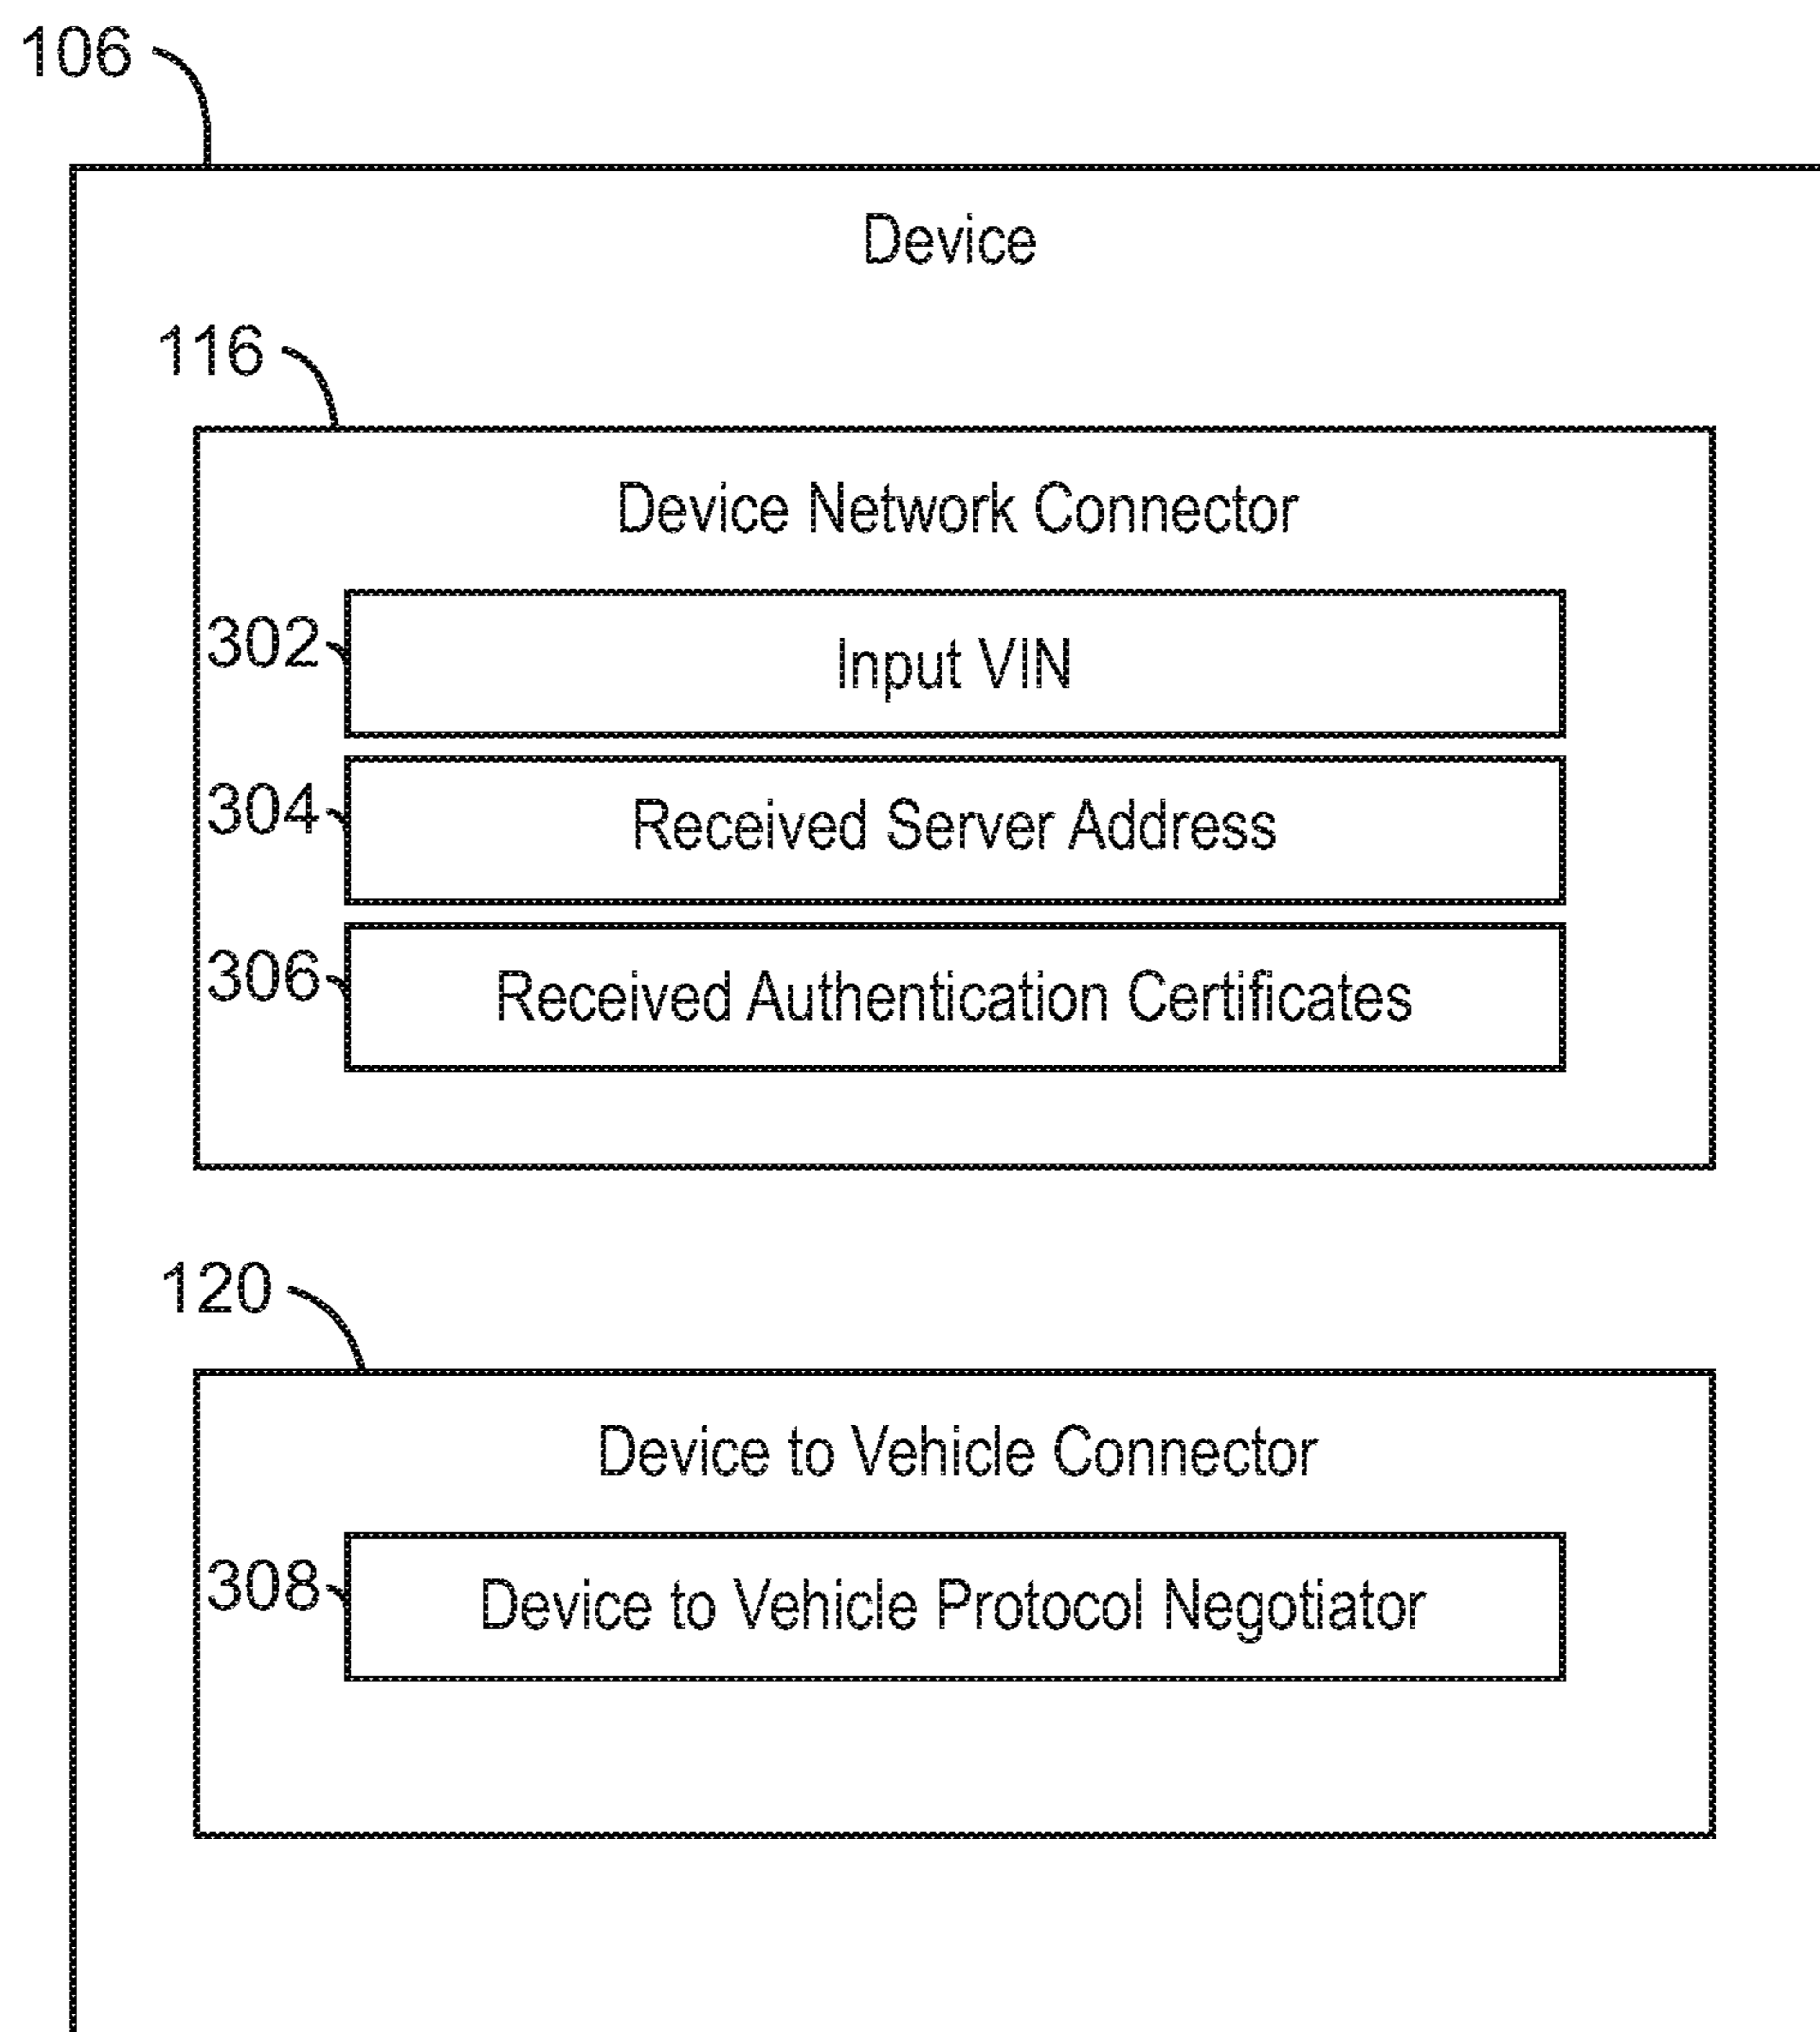 106
Device
116
Device Network Connector
302 Input VIN
304 Received Server Address
306 Received Authentication Certificates
120
Device to Vehicle Connector
308 Device to Vehicle Protocol Negotiator